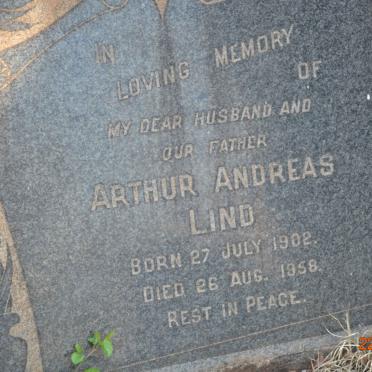 IN
LOVING MEMORY
OF
MY DEAR HUSBAND AND
OUR FATHER
ARTHUR ANDREAS
LIND
BORN 27 JULY 1902.
DIED 26 AUG. 1958.
REST IN PEACE.